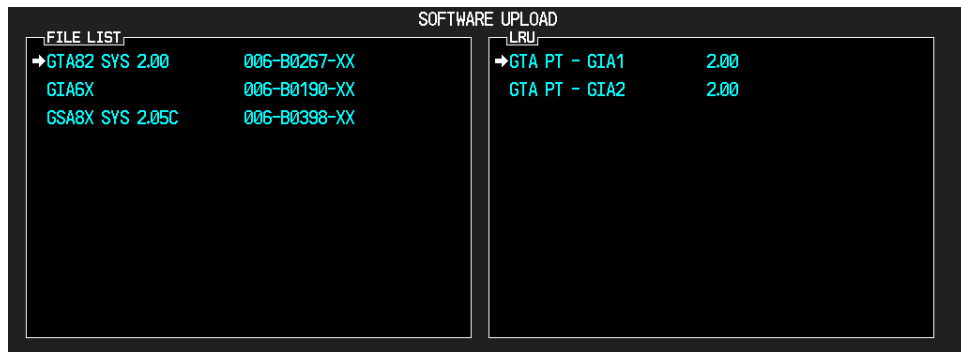 SOFTWARE UPLOAD
FILE LIST
GTA82 SYS 2.00 006-B0267-XX
GIA6X 006-B0190-XX
GSA8X SYS 2.05C 006-B0398-XX
LRU
GTA PT - GIA1 2.00
GTA PT - GIA2 2.00